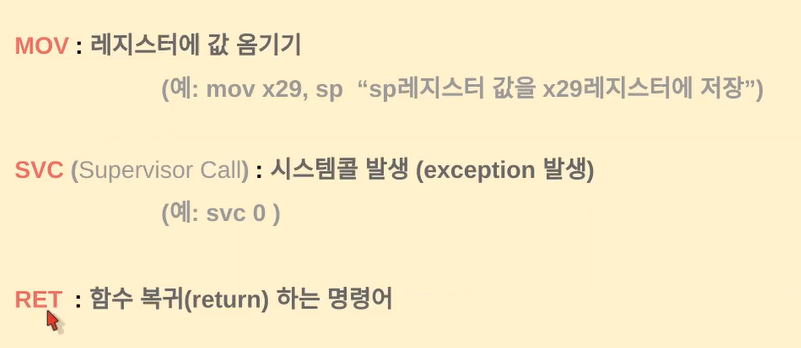 MOV : 레지스터에 값 옮기기
(예: mov x29, sp “sp레지스터 값을 x29레지스터에 저장”)
SVC (Supervisor Call) : 시스템콜 발생 (exception 발생)
(예: svc 0 )
RET : 함수 복귀(return) 하는 명령어